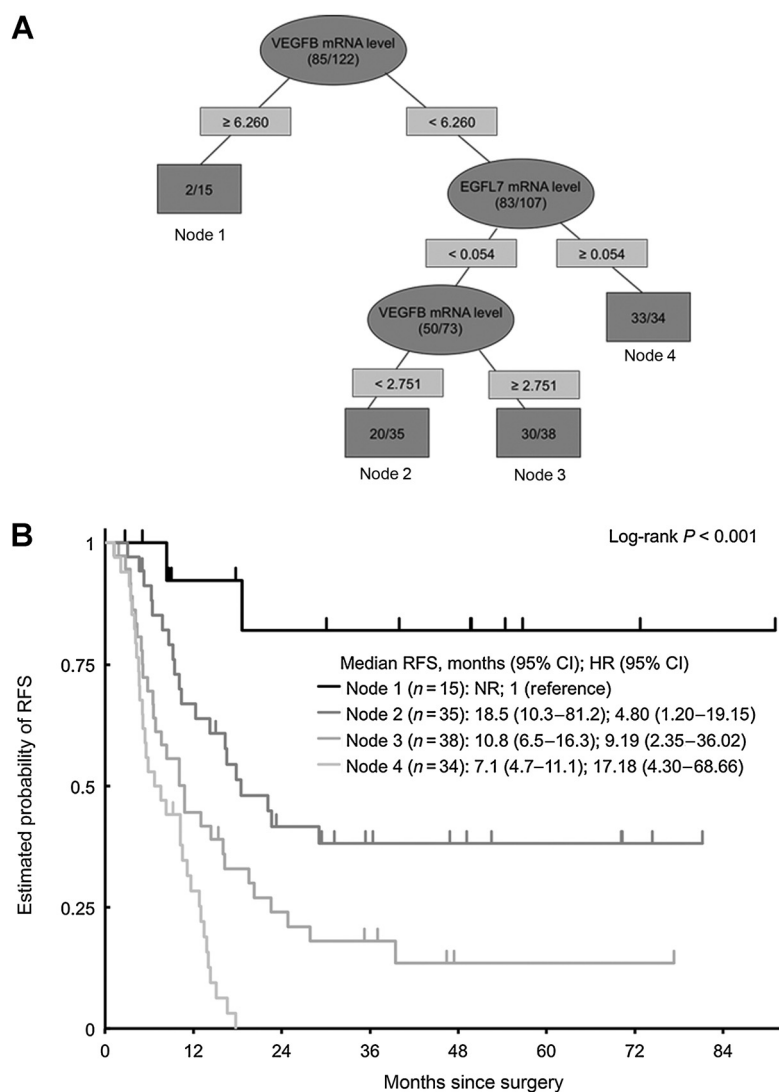 A
VEGFB mRNA level
(85/122)
≥ 6.260
< 6.260
2/15
Node 1
EGFL7 mRNA level
(83/107)
< 0.054
≥ 0.054
VEGFB mRNA level
(50/73)
33/34
Node 4
< 2.751
≥ 2.751
20/35
30/38
Node 2
Node 3
B
Log-rank P < 0.001
Median RFS, months (95% CI); HR (95% CI)
Node 1 (n = 15): NR; 1 (reference)
Node 2 (n = 35): 18.5 (10.3–81.2); 4.80 (1.20–19.15)
Node 3 (n = 38): 10.8 (6.5–16.3); 9.19 (2.35–36.02)
Node 4 (n = 34): 7.1 (4.7–11.1); 17.18 (4.30–68.66)
Estimated probability of RFS
1
0.75
0.5
0.25
0
0 12 24 36 48 60 72 84
Months since surgery